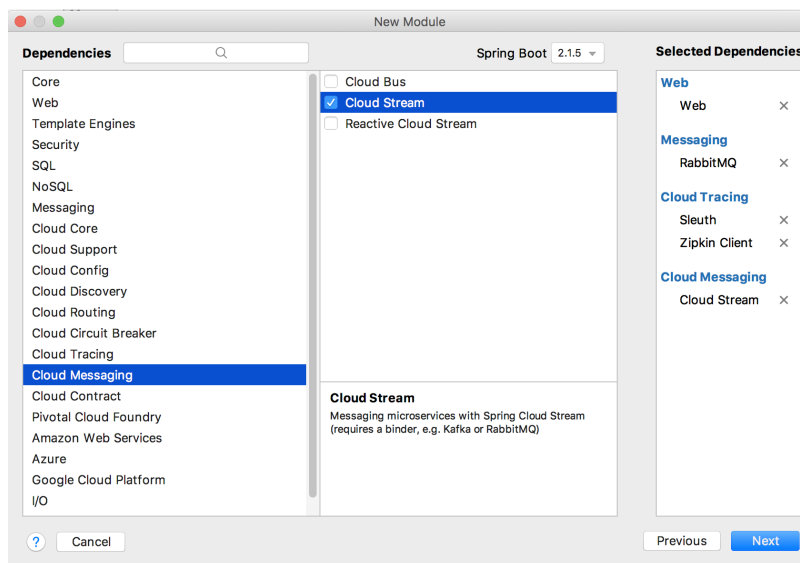 New Module
Dependencies
Spring Boot 2.1.5
Selected Dependencies
Core
Web
Template Engines
Security
SQL
NoSQL
Messaging
Cloud Core
Cloud Support
Cloud Config
Cloud Discovery
Cloud Routing
Cloud Circuit Breaker
Cloud Tracing
Cloud Messaging
Cloud Contract
Pivotal Cloud Foundry
Amazon Web Services
Azure
Google Cloud Platform
I/O
Cloud Bus
Cloud Stream
Reactive Cloud Stream
Cloud Stream
Messaging microservices with Spring Cloud Stream
(requires a binder, e.g. Kafka or RabbitMQ)
Web
Web
Messaging
RabbitMQ
Cloud Tracing
Sleuth
Zipkin Client
Cloud Messaging
Cloud Stream
?
Cancel
Previous
Next